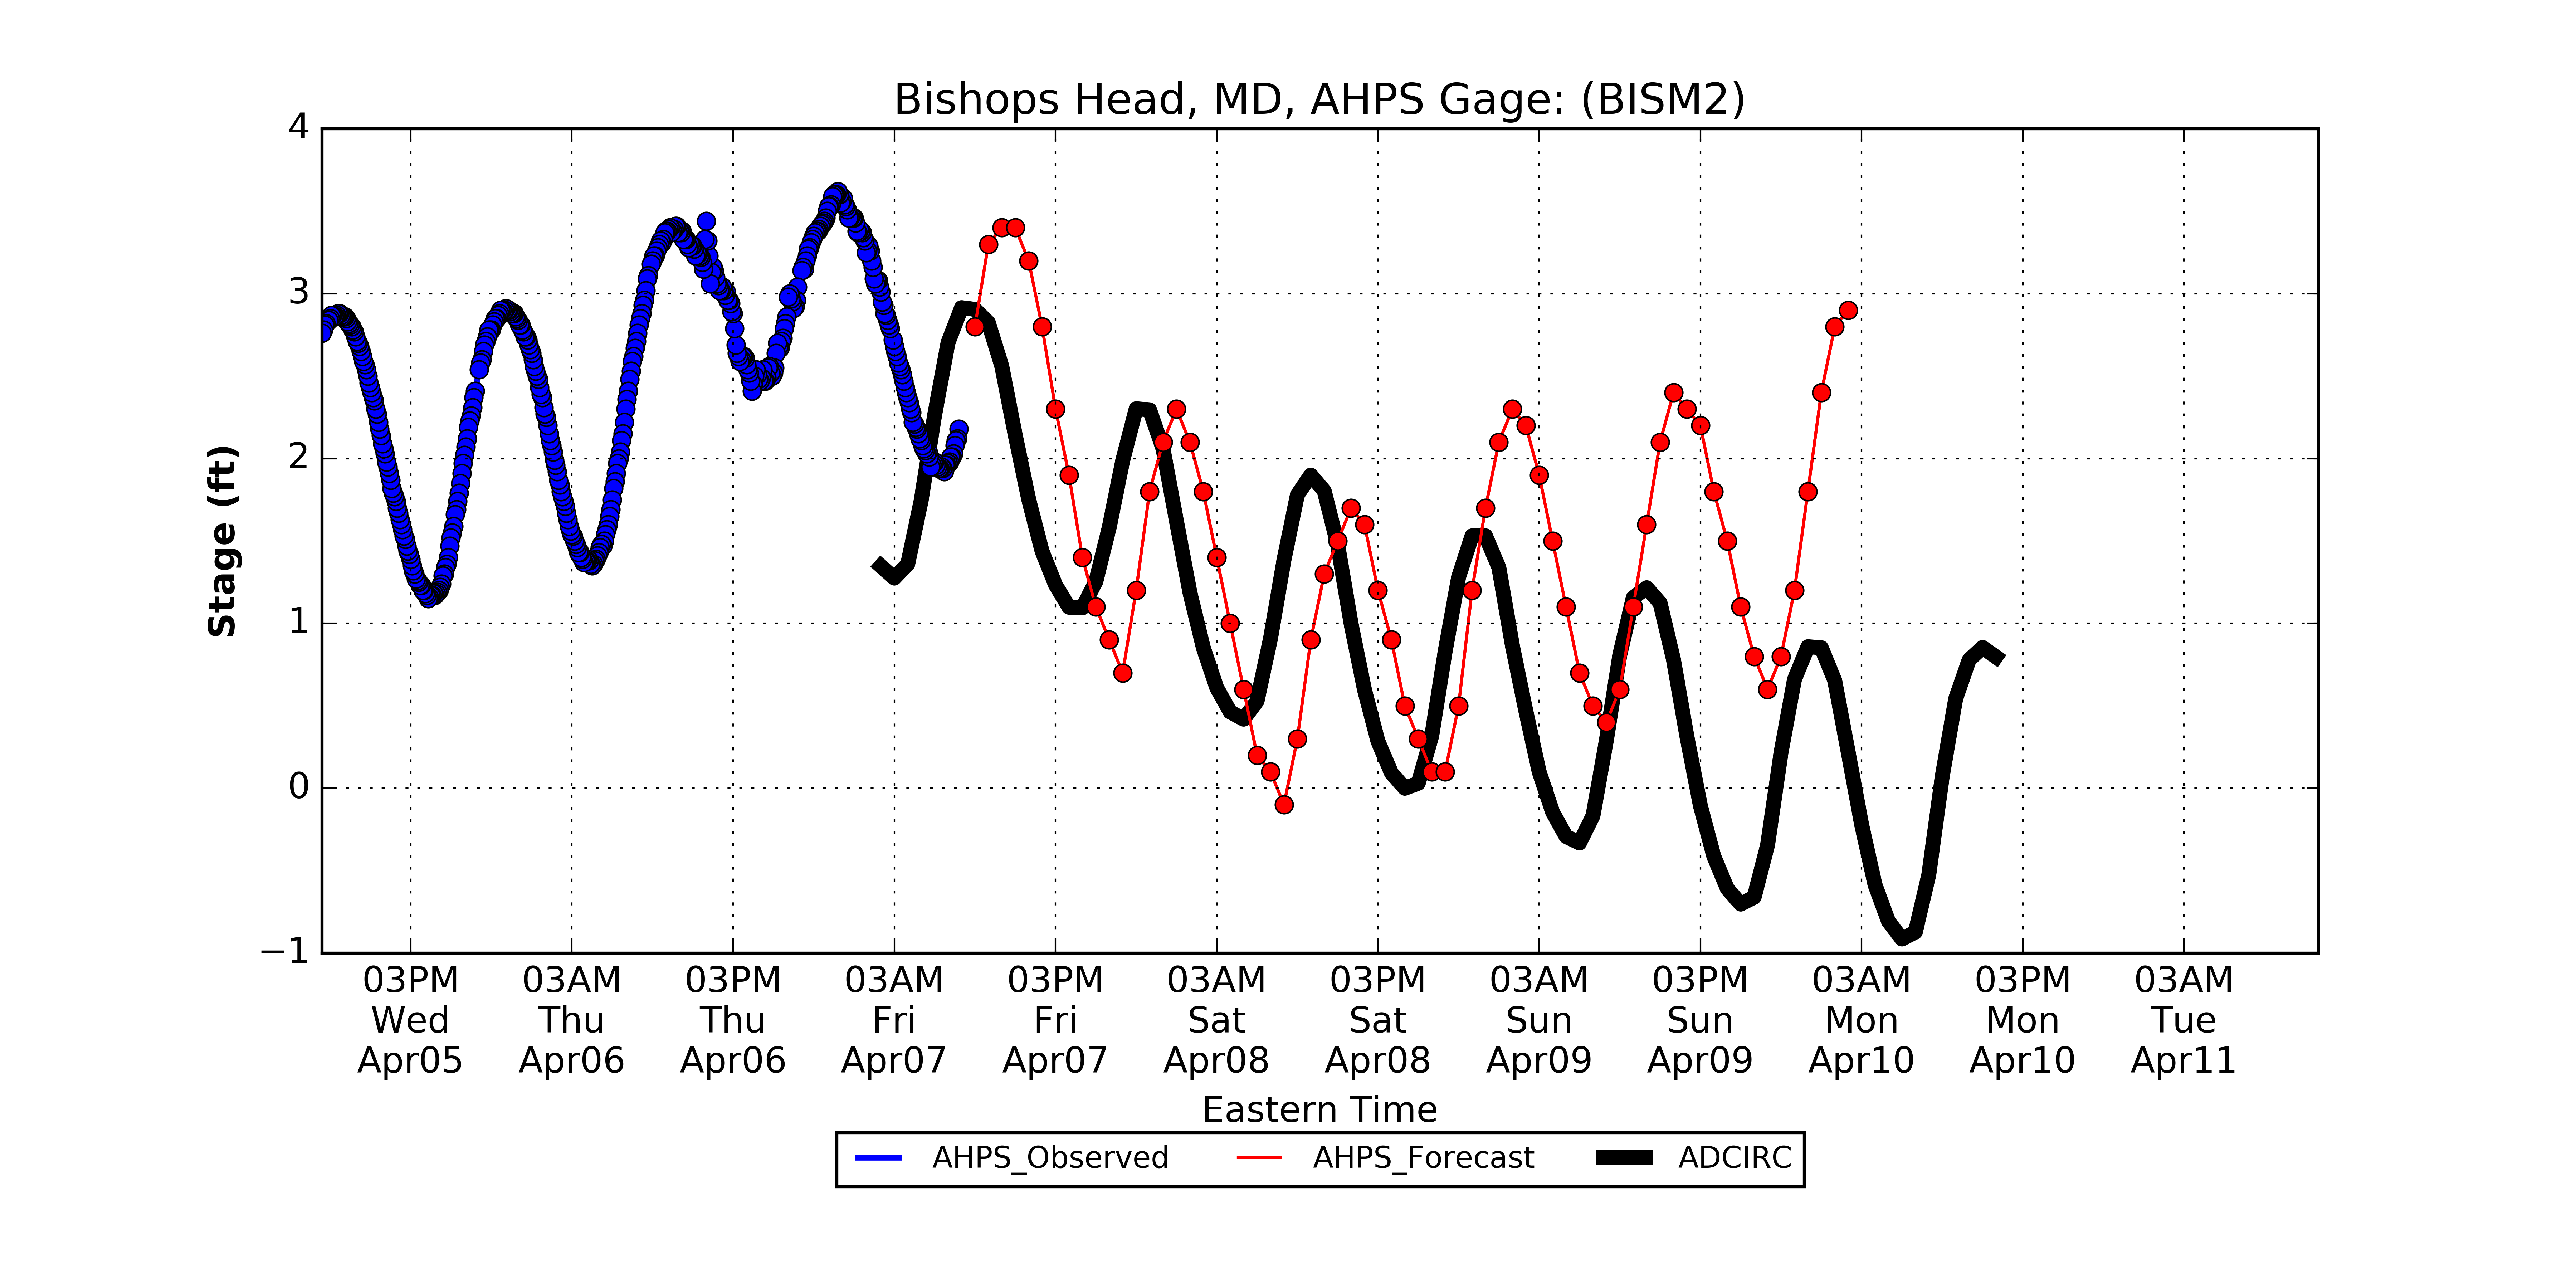 Bishops Head, MD, AHPS Gage: (BISM2)
4
3
2
1
0
−1
Stage (ft)
03PM 03AM 03PM 03AM 03PM 03AM 03PM 03AM 03PM 03AM 03PM 03AM
Wed Thu Thu Fri Fri Sat Sat Sun Sun Mon Mon Tue
Apr05 Apr06 Apr06 Apr07 Apr07 Apr08 Apr08 Apr09 Apr09 Apr10 Apr10 Apr11
Eastern Time
AHPS_Observed AHPS_Forecast ADCIRC